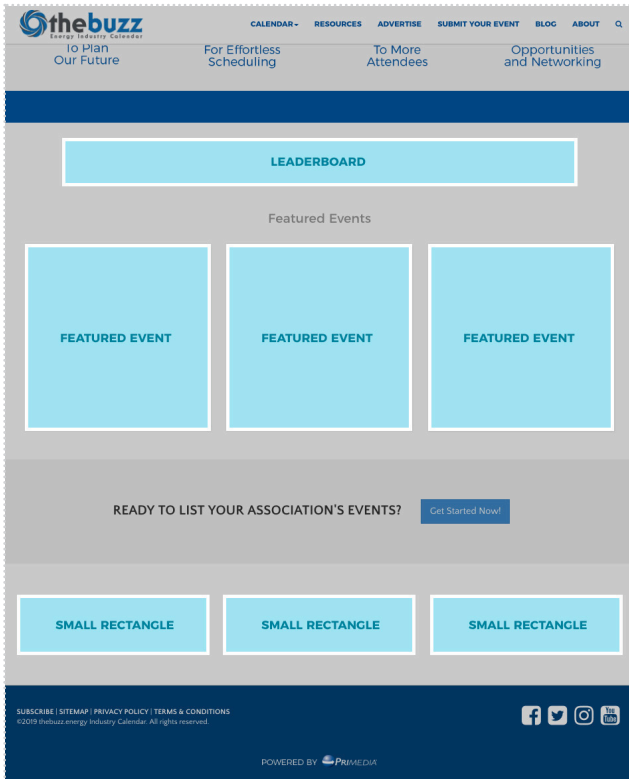 thebuzz
Energy Industry Calendar
CALENDAR RESOURCES ADVERTISE SUBMIT YOUR EVENT BLOG ABOUT
To Plan
Our Future
For Effortless
Scheduling
To More
Attendees
Opportunities
and Networking
LEADERBOARD
Featured Events
FEATURED EVENT FEATURED EVENT FEATURED EVENT
READY TO LIST YOUR ASSOCIATION'S EVENTS? Get Started Now!
SMALL RECTANGLE SMALL RECTANGLE SMALL RECTANGLE
SUBSCRIBE | SITEMAP | PRIVACY POLICY | TERMS & CONDITIONS
©2019 thebuzz.energy Industry Calendar. All rights reserved.
You
Tube
POWERED BY PRIMEDIA